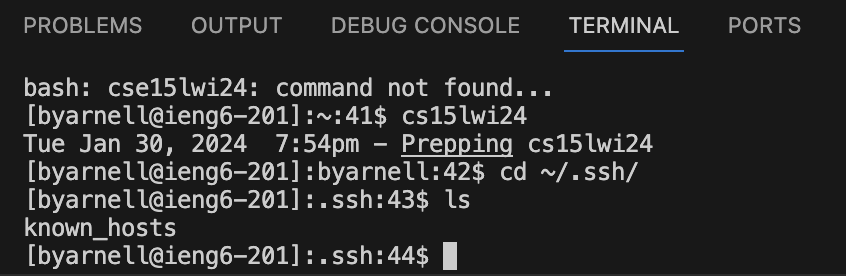 PROBLEMS OUTPUT DEBUG CONSOLE TERMINAL PORTS
bash: cse15lwi24: command not found...
[byarnell@ieng6-201]:~:41$ cs15lwi24
Tue Jan 30, 2024  7:54pm - Prepping cs15lwi24
[byarnell@ieng6-201]:byarnell:42$ cd ~/.ssh/
[byarnell@ieng6-201]:.ssh:43$ ls
known_hosts
[byarnell@ieng6-201]:.ssh:44$